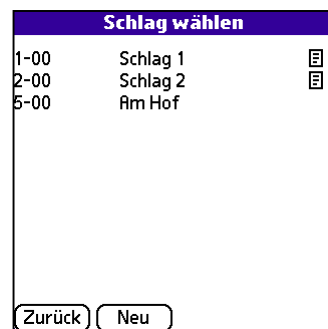 Schlag wählen
1-00 Schlag 1
2-00 Schlag 2
5-00 Am Hof
Zurück Neu